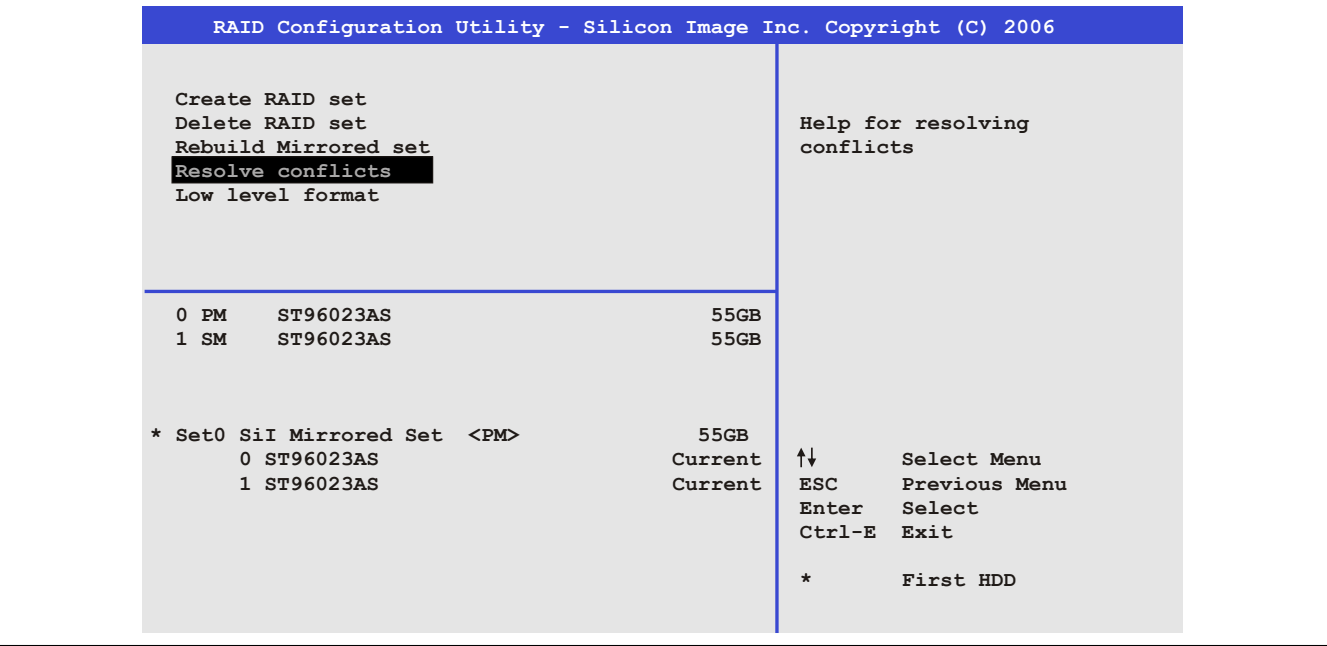 RAID Configuration Utility - Silicon Image Inc. Copyright (C) 2006
Create RAID set
Delete RAID set
Rebuild Mirrored set
Resolve conflicts
Low level format
Help for resolving
conflicts
0 PM ST96023AS 55GB
1 SM ST96023AS 55GB
* Set0 SiI Mirrored Set <PM> 55GB
0 ST96023AS Current
1 ST96023AS Current
↑↓ Select Menu
ESC Previous Menu
Enter Select
Ctrl-E Exit
* First HDD